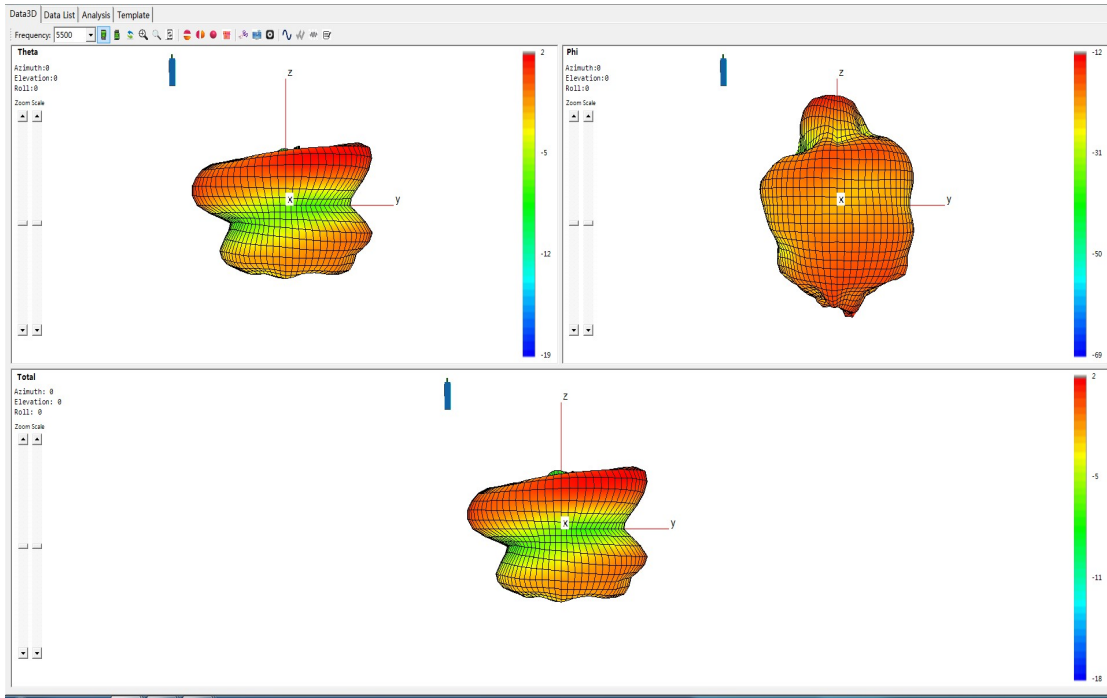 Data3D Data List Analysis Template
Frequency: 5500
Theta
Azimuth:0
Elevation:0
Roll:0
Zoom Scale
z
x
y
2
-5
-12
-19
Phi
Azimuth:0
Elevation:0
Roll:0
Zoom Scale
z
x
y
-12
-31
-50
-69
Total
Azimuth: 0
Elevation: 0
Roll: 0
Zoom Scale
z
x
y
2
-5
-11
-18